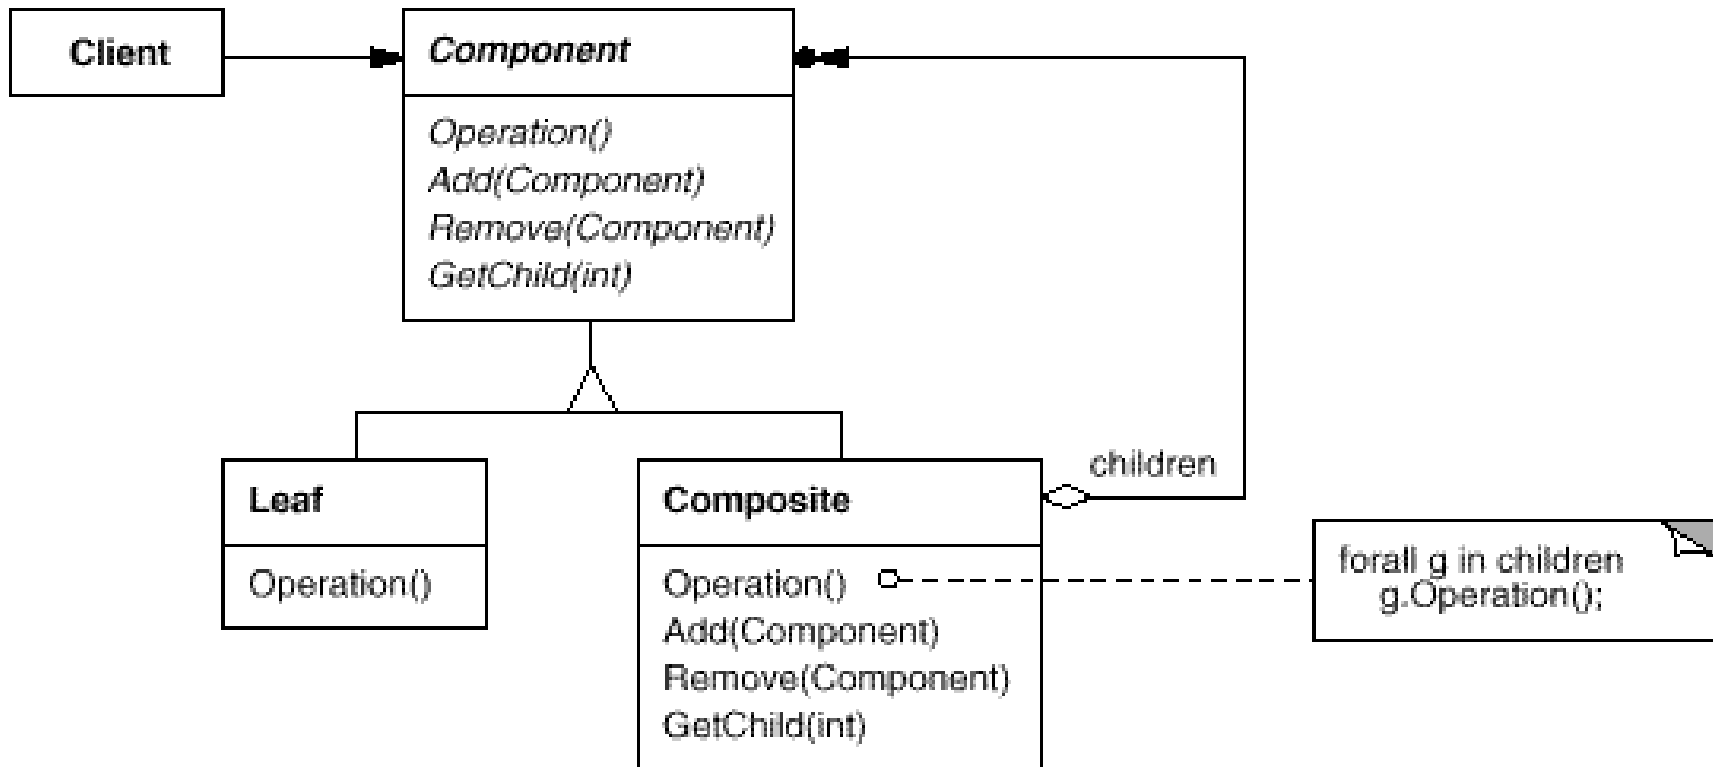 Client
Component
Operation()
Add(Component)
Remove(Component)
GetChild(int)
children
Leaf
Operation()
Composite
Operation()
Add(Component)
Remove(Component)
GetChild(int)
forall g in children
g.Operation();